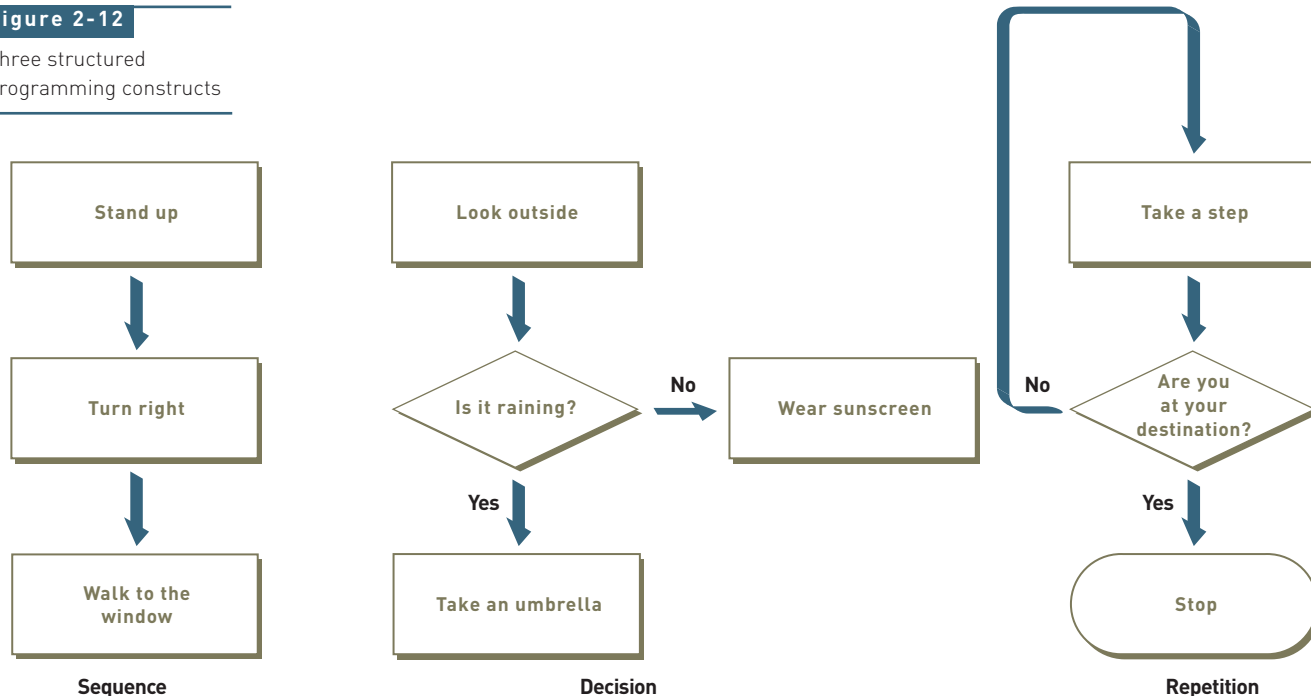 igure 2-12
hree structured
rogramming constructs
Stand up
Turn right
Walk to the
window
Sequence
Look outside
Is it raining?
No
Wear sunscreen
Yes
Take an umbrella
Decision
Take a step
Are you
at your
destination?
No
Yes
Stop
Repetition